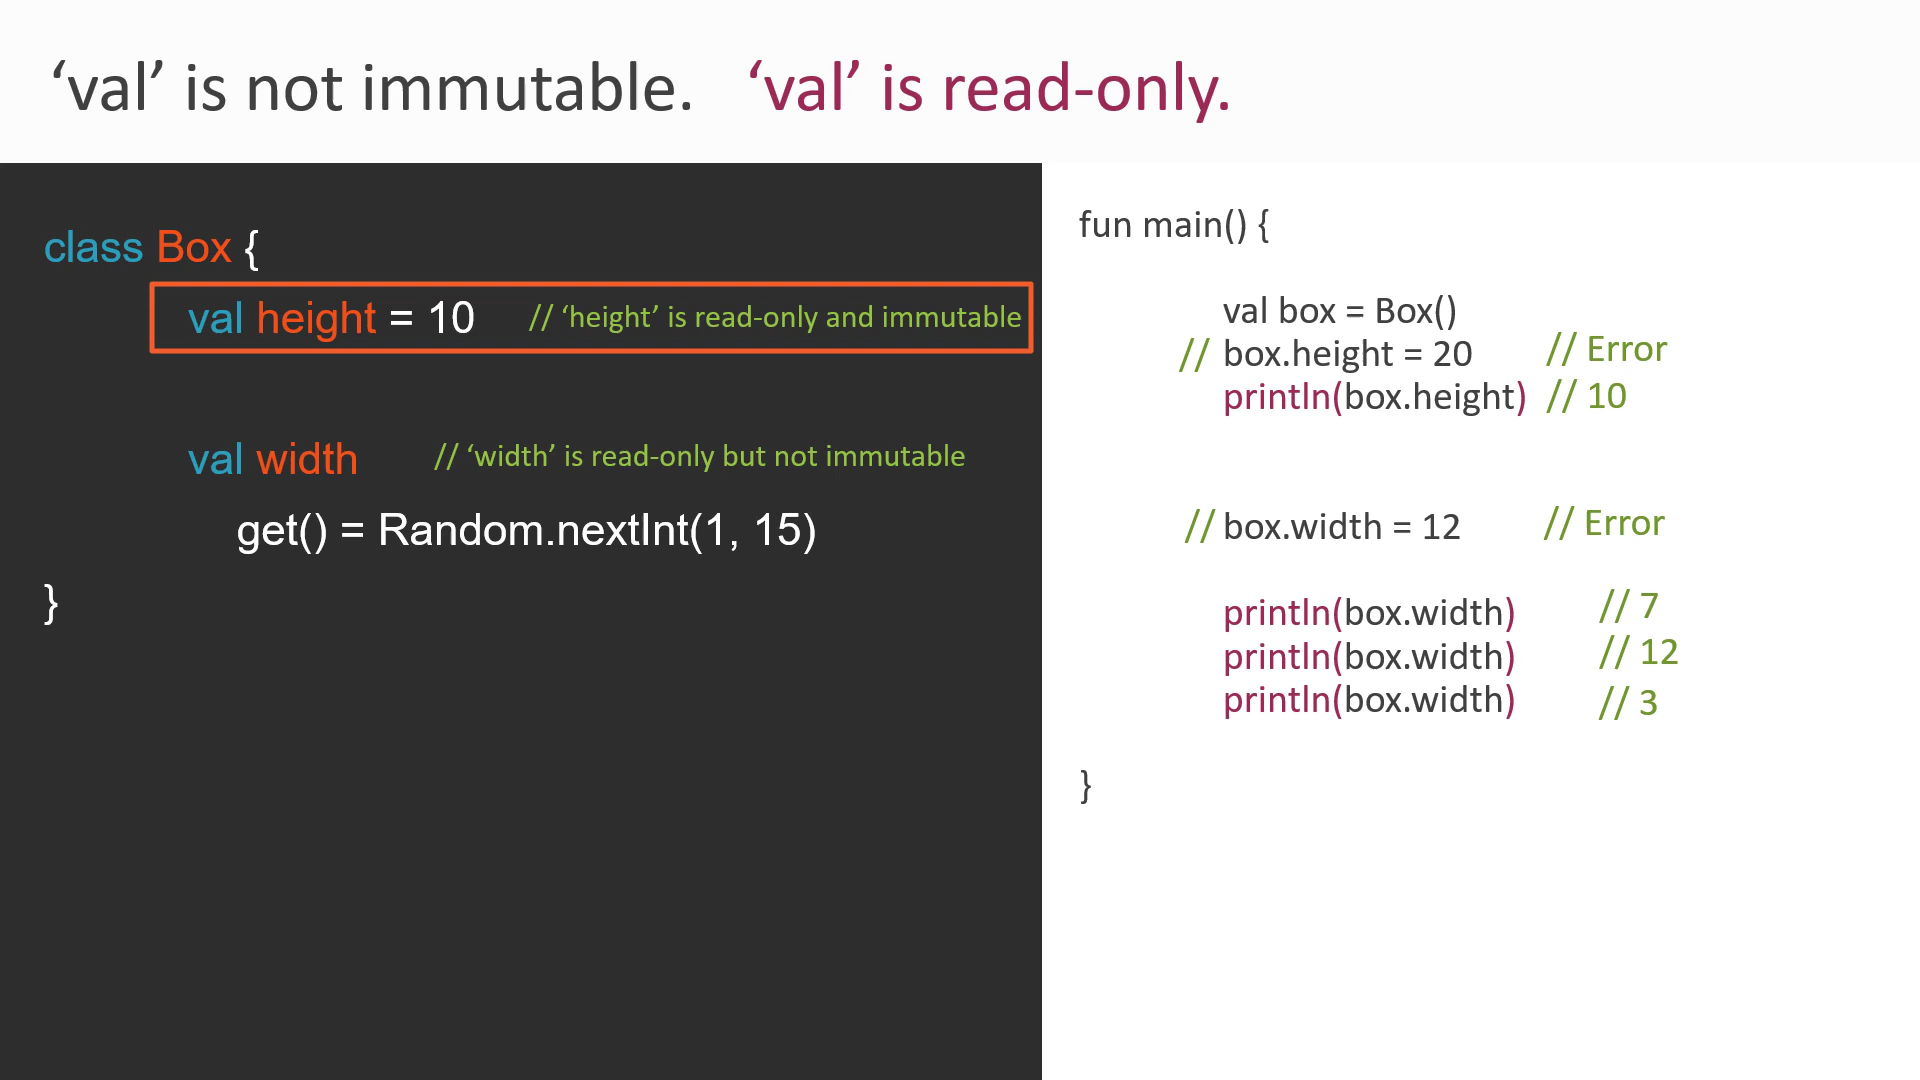 ‘val’ is not immutable. ‘val’ is read-only.
class Box {
val height = 10 // ‘height’ is read-only and immutable
val width // ‘width’ is read-only but not immutable
get() = Random.nextInt(1, 15)
}
fun main() {
val box = Box()
// box.height = 20 // Error
println(box.height) // 10
// box.width = 12 // Error
println(box.width) // 7
println(box.width) // 12
println(box.width) // 3
}